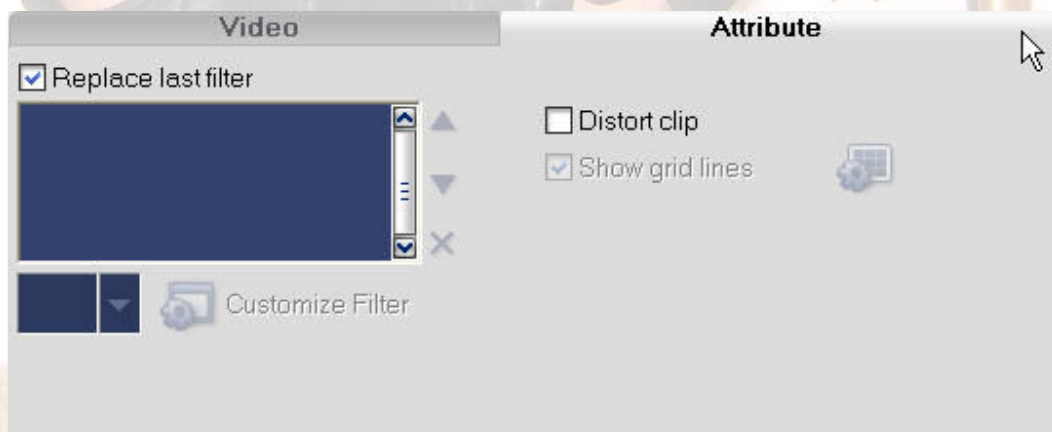 Video
Attribute
Replace last filter
Distort clip
Show grid lines
Customize Filter